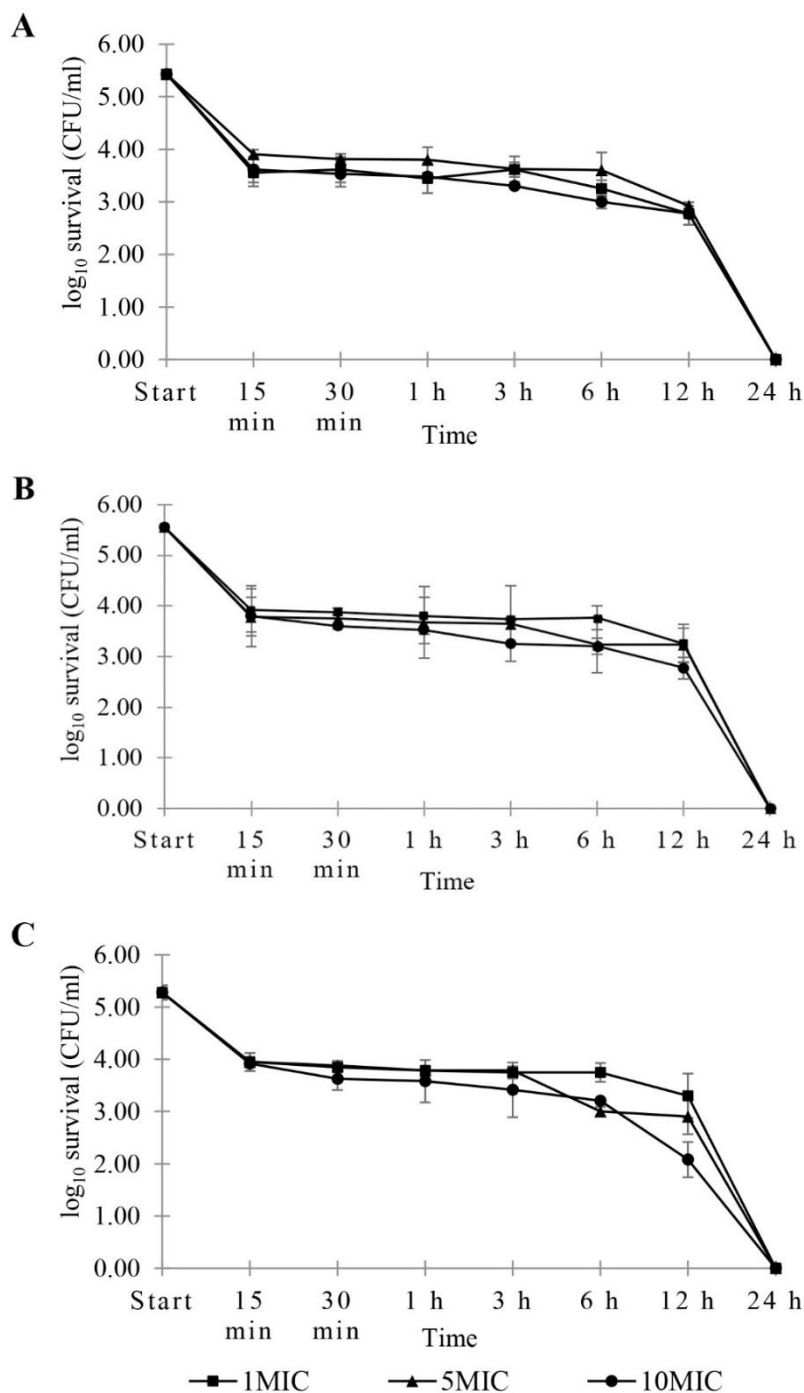 A
log₁₀ survival (CFU/ml)
6.00
5.00
4.00
3.00
2.00
1.00
0.00
Start 15 30 1 h 3 h 6 h 12 h 24 h
min min
Time
B
log₁₀ survival (CFU/ml)
6.00
5.00
4.00
3.00
2.00
1.00
0.00
Start 15 30 1 h 3 h 6 h 12 h 24 h
min min
Time
C
log₁₀ survival (CFU/ml)
6.00
5.00
4.00
3.00
2.00
1.00
0.00
Start 15 30 1 h 3 h 6 h 12 h 24 h
min min
Time
1MIC 5MIC 10MIC